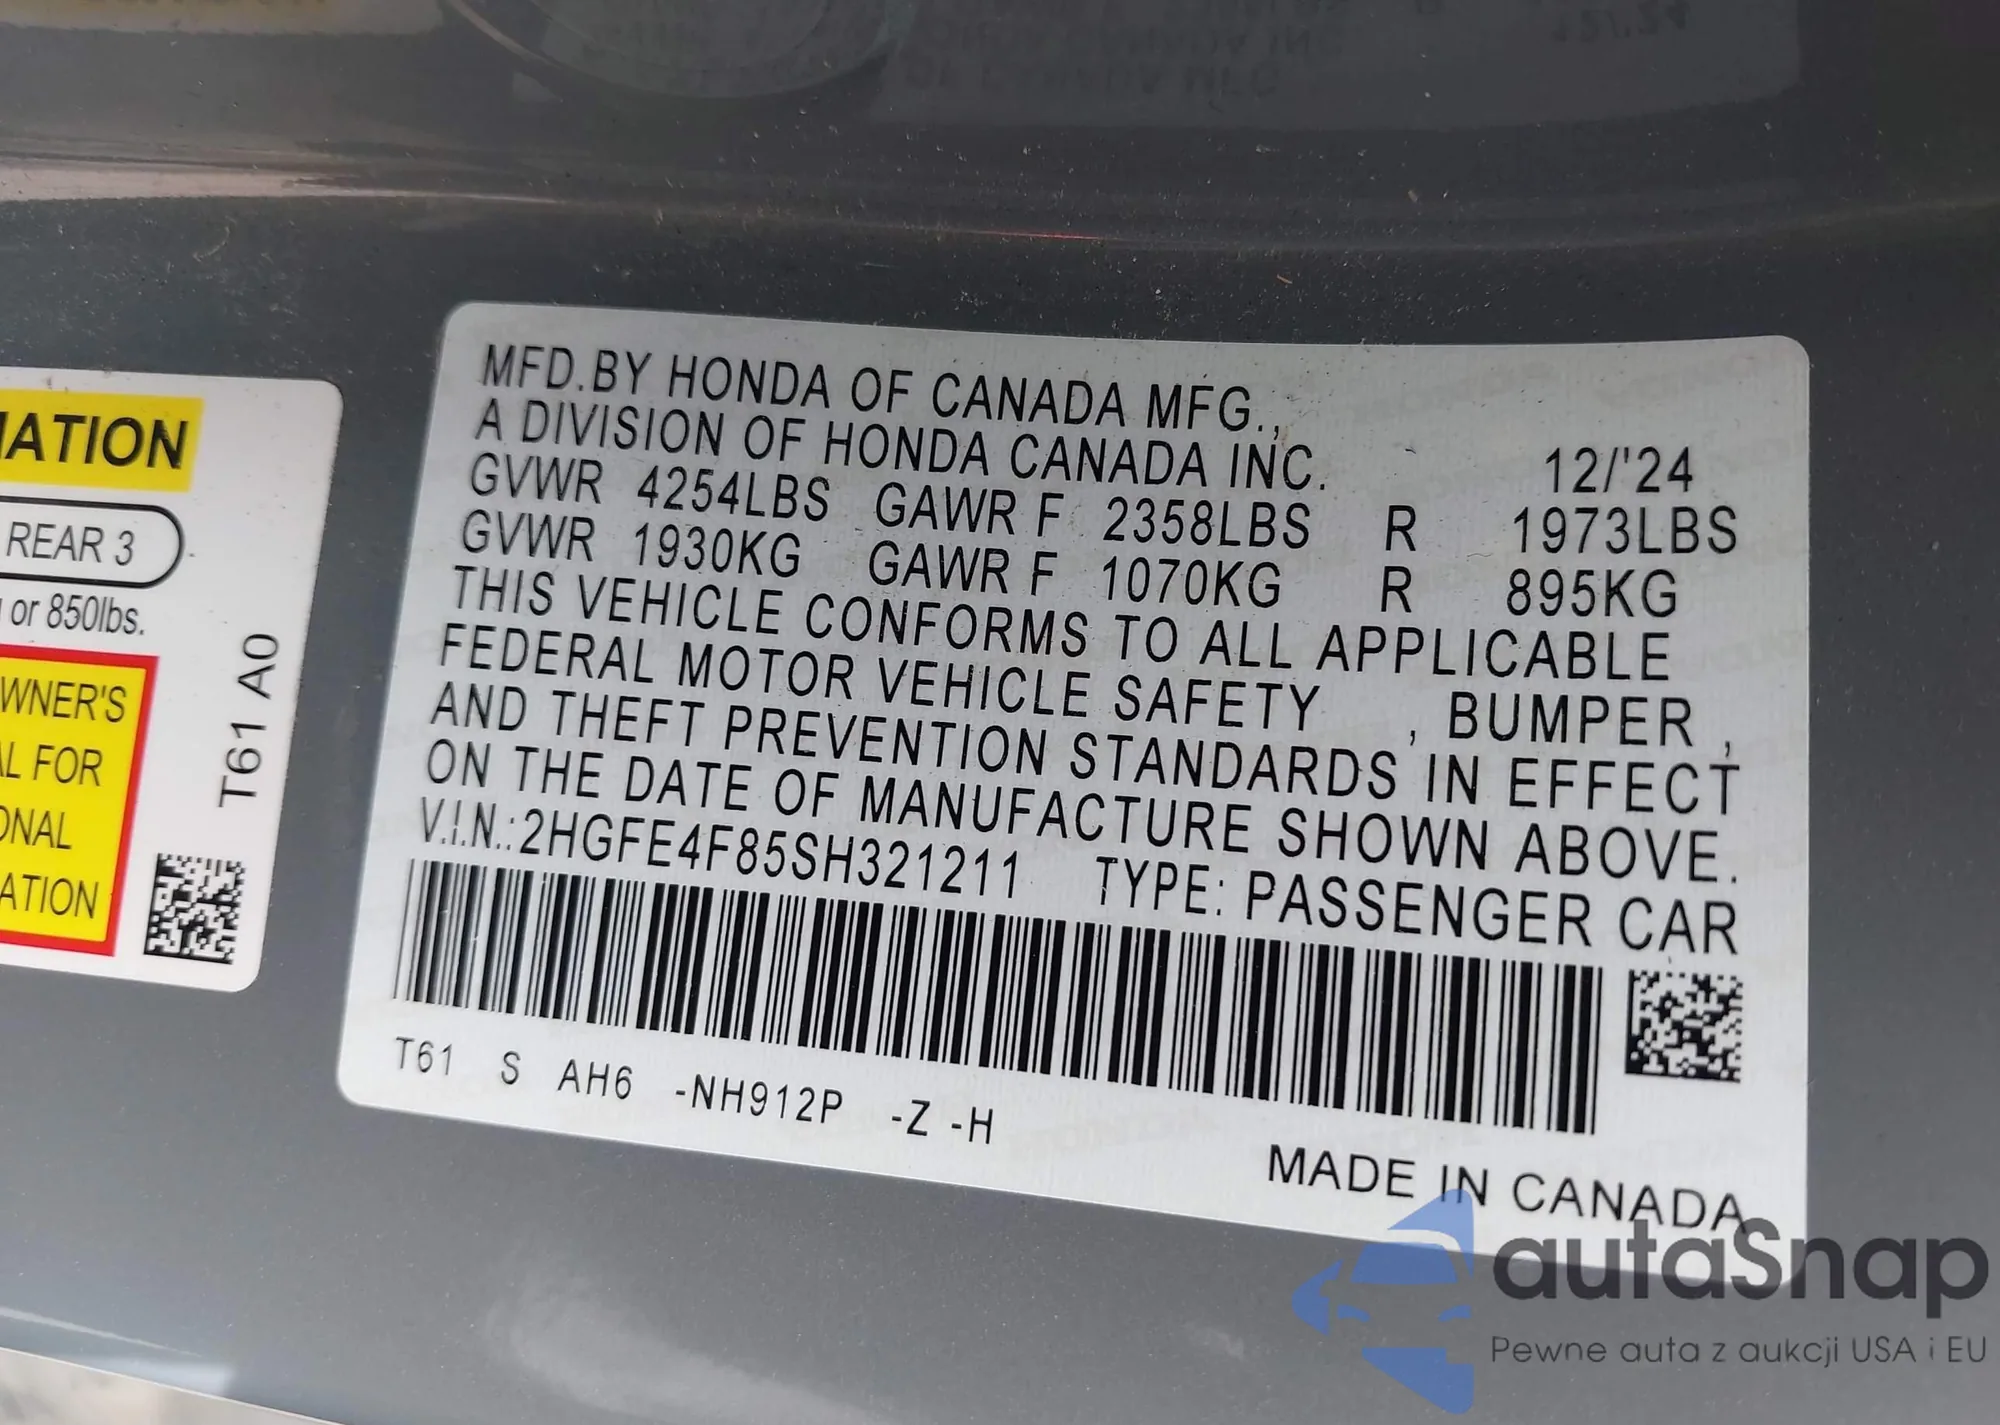 MATION
REAR 3
or 850lbs.
WNER'S
L FOR
ONAL
ATION
T61 A0
MFD.BY HONDA OF CANADA MFG.,
A DIVISION OF HONDA CANADA INC. 12/'24
GVWR 4254LBS GAWR F 2358LBS R 1973LBS
GVWR 1930KG GAWR F 1070KG R 895KG
THIS VEHICLE CONFORMS TO ALL APPLICABLE
FEDERAL MOTOR VEHICLE SAFETY , BUMPER ,
AND THEFT PREVENTION STANDARDS IN EFFECT
ON THE DATE OF MANUFACTURE SHOWN ABOVE.
V.I.N.:2HGFE4F85SH321211 TYPE: PASSENGER CAR
T61 S AH6 -NH912P -Z -H
MADE IN CANADA
autaSnap
Pewne auta z aukcji USA i EU